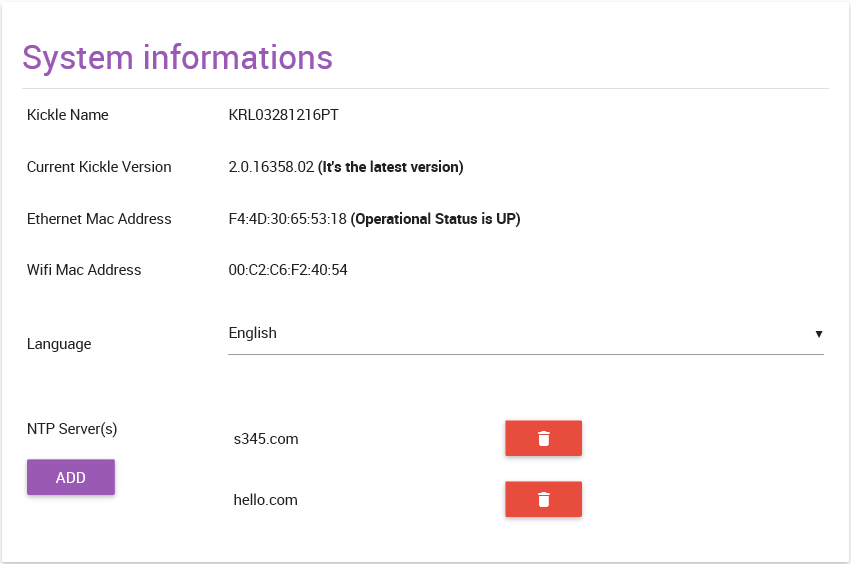 System informations
Kickle Name KRL03281216PT
Current Kickle Version 2.0.16358.02 (It's the latest version)
Ethernet Mac Address F4:4D:30:65:53:18 (Operational Status is UP)
Wifi Mac Address 00:C2:C6:F2:40:54
Language English
NTP Server(s)
s345.com
ADD
hello.com